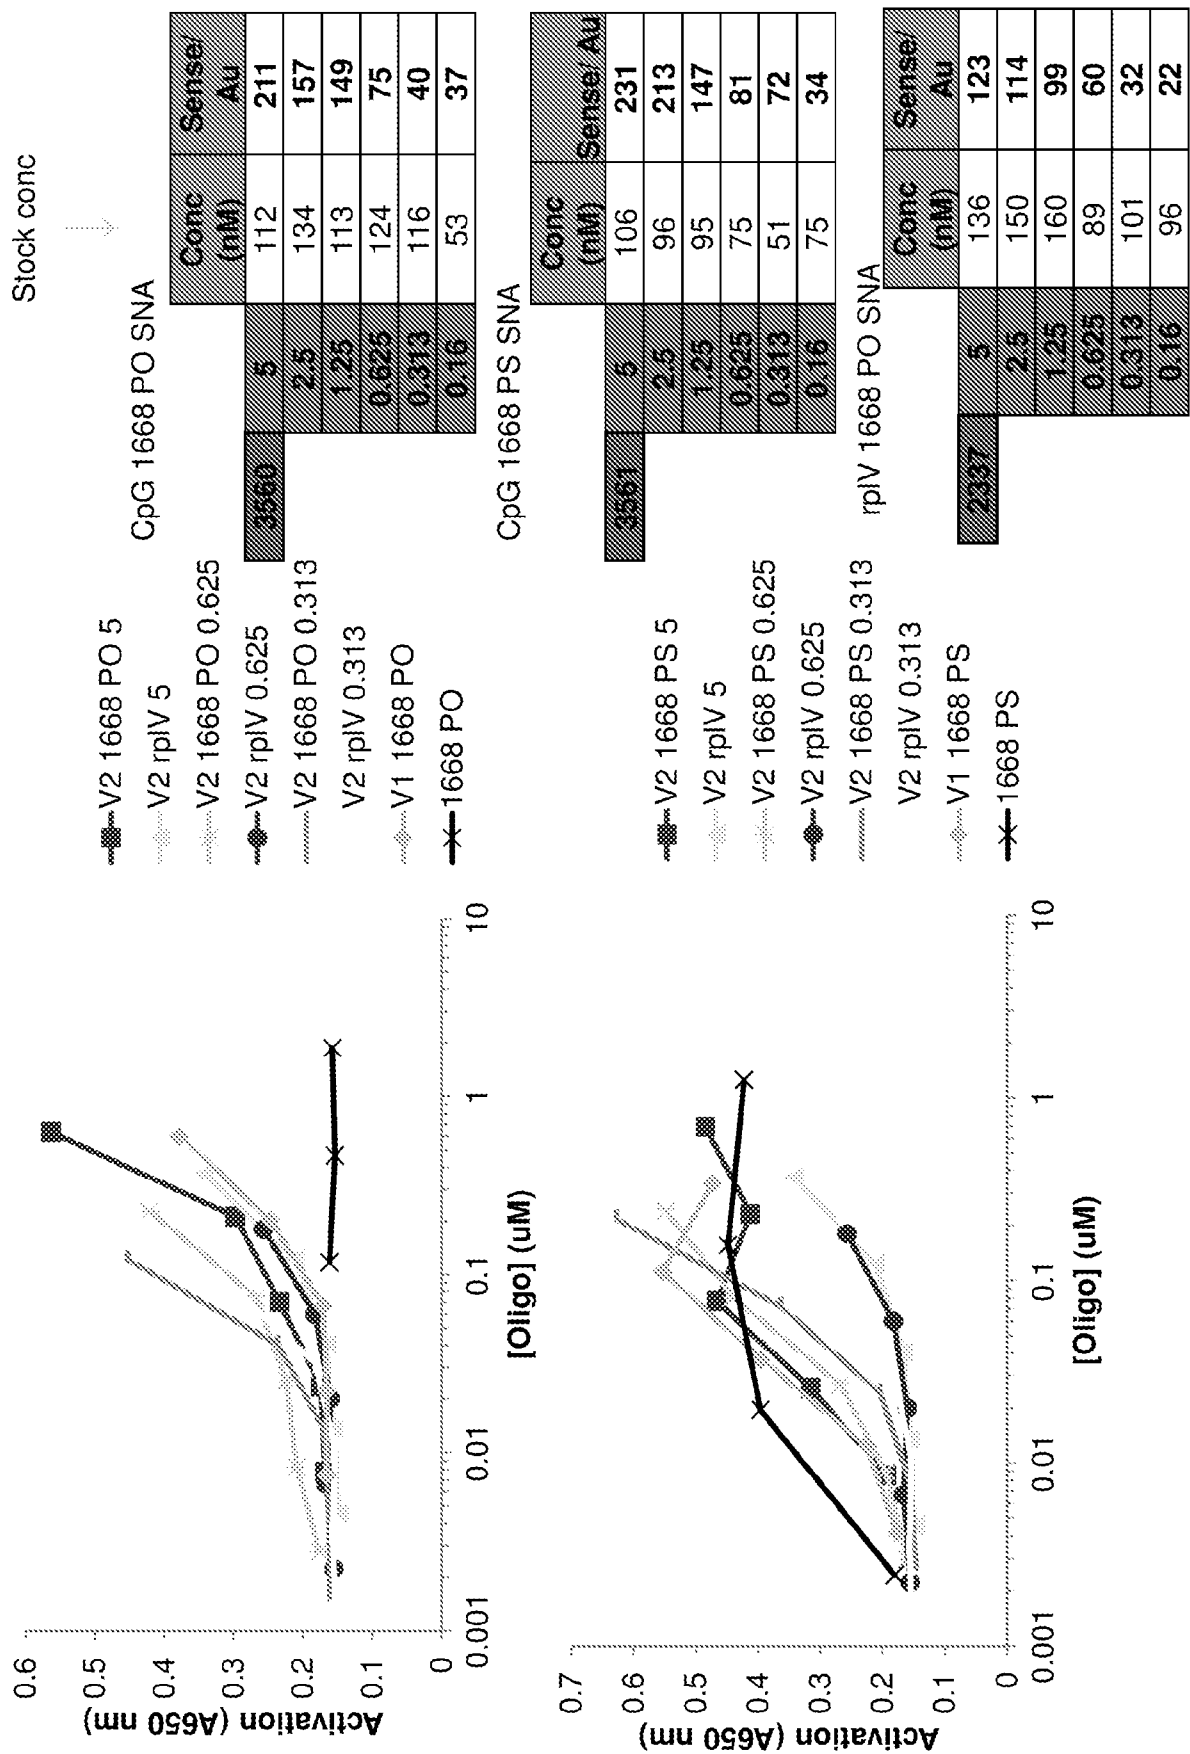 Stock conc
CpG 1668 PO SNA
Conc (nM) Sense/ Au
3560 5 112 211
2.5 134 157
1.25 113 149
0.625 124 75
0.313 116 40
0.16 53 37
CpG 1668 PS SNA
Conc (nM) Sense/ Au
3561 5 106 231
2.5 96 213
1.25 95 147
0.625 75 81
0.313 51 72
0.16 75 34
rplV 1668 PO SNA
Conc (nM) Sense/ Au
2337 5 136 123
2.5 150 114
1.25 160 99
0.625 89 60
0.313 101 32
0.16 96 22
V2 1668 PO 5
V2 rplV 5
V2 1668 PO 0.625
V2 rplV 0.625
V2 1668 PO 0.313
V2 rplV 0.313
V1 1668 PO
1668 PO
V2 1668 PS 5
V2 rplV 5
V2 1668 PS 0.625
V2 rplV 0.625
V2 1668 PS 0.313
V2 rplV 0.313
V1 1668 PS
1668 PS
Activation (A650 nm)
0.6
0.5
0.4
0.3
0.2
0.1
0
0.001 0.01 0.1 1 10
[Oligo] (uM)
Activation (A650 nm)
0.7
0.6
0.5
0.4
0.3
0.2
0.1
0
0.001 0.01 0.1 1 10
[Oligo] (uM)